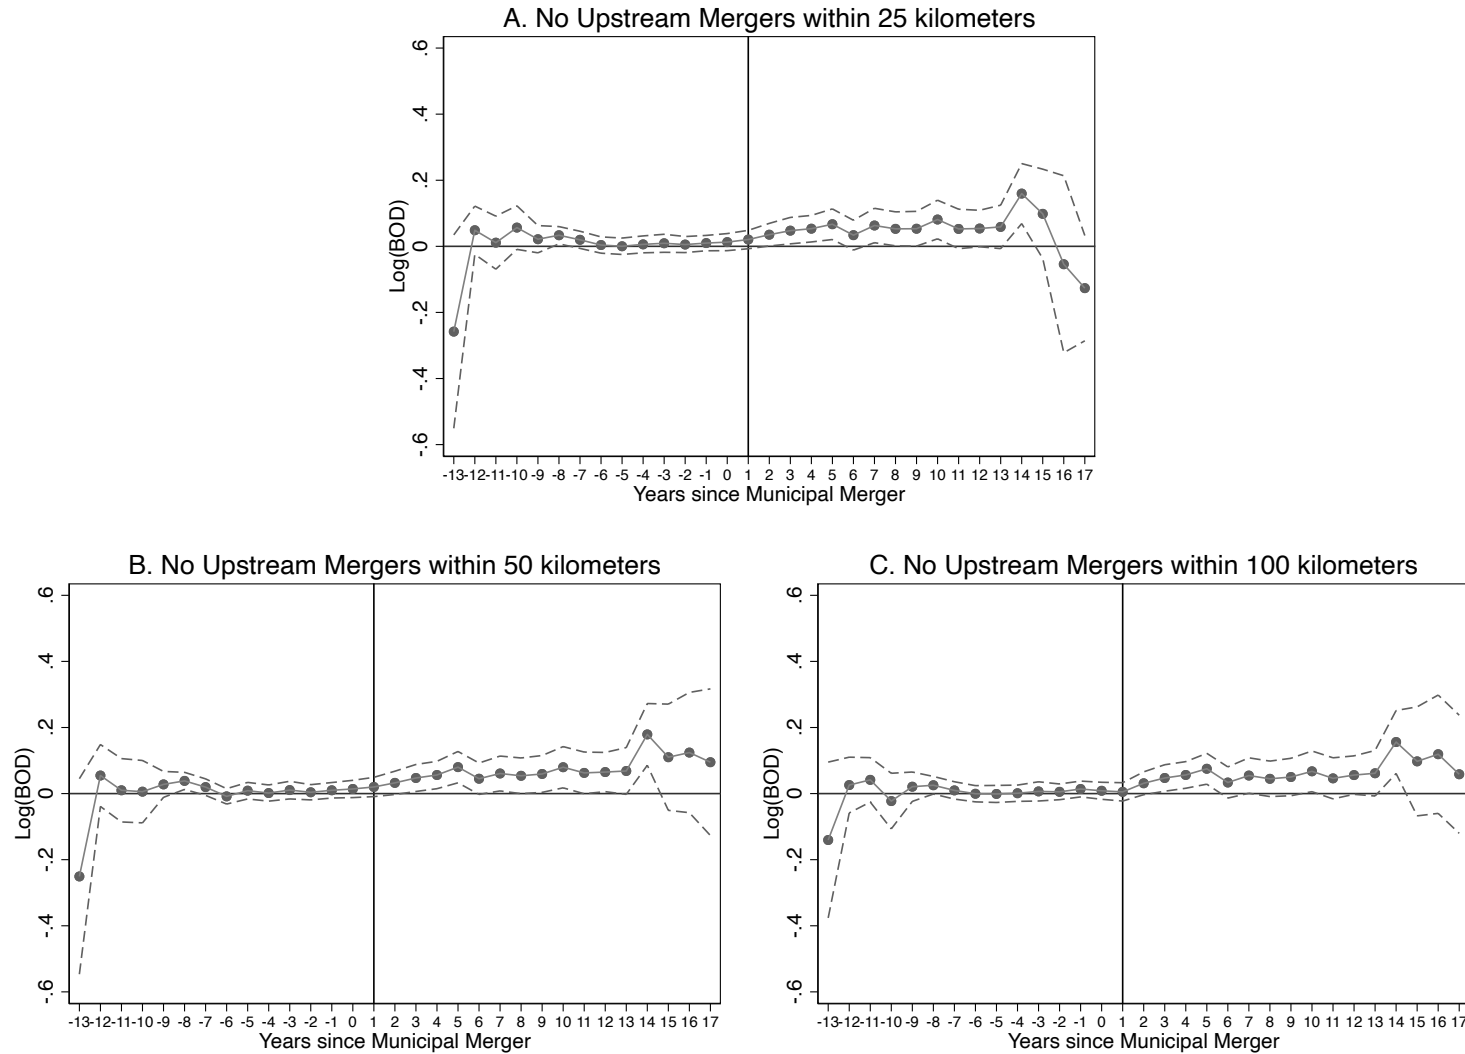 A. No Upstream Mergers within 25 kilometers
.6
.4
.2
0
-.2
-.4
-.6
Log(BOD)
-13 -12 -11 -10 -9 -8 -7 -6 -5 -4 -3 -2 -1 0 1 2 3 4 5 6 7 8 9 10 11 12 13 14 15 16 17
Years since Municipal Merger
B. No Upstream Mergers within 50 kilometers
.6
.4
.2
0
-.2
-.4
-.6
Log(BOD)
-13 -12 -11 -10 -9 -8 -7 -6 -5 -4 -3 -2 -1 0 1 2 3 4 5 6 7 8 9 10 11 12 13 14 15 16 17
Years since Municipal Merger
C. No Upstream Mergers within 100 kilometers
.6
.4
.2
0
-.2
-.4
-.6
Log(BOD)
-13 -12 -11 -10 -9 -8 -7 -6 -5 -4 -3 -2 -1 0 1 2 3 4 5 6 7 8 9 10 11 12 13 14 15 16 17
Years since Municipal Merger